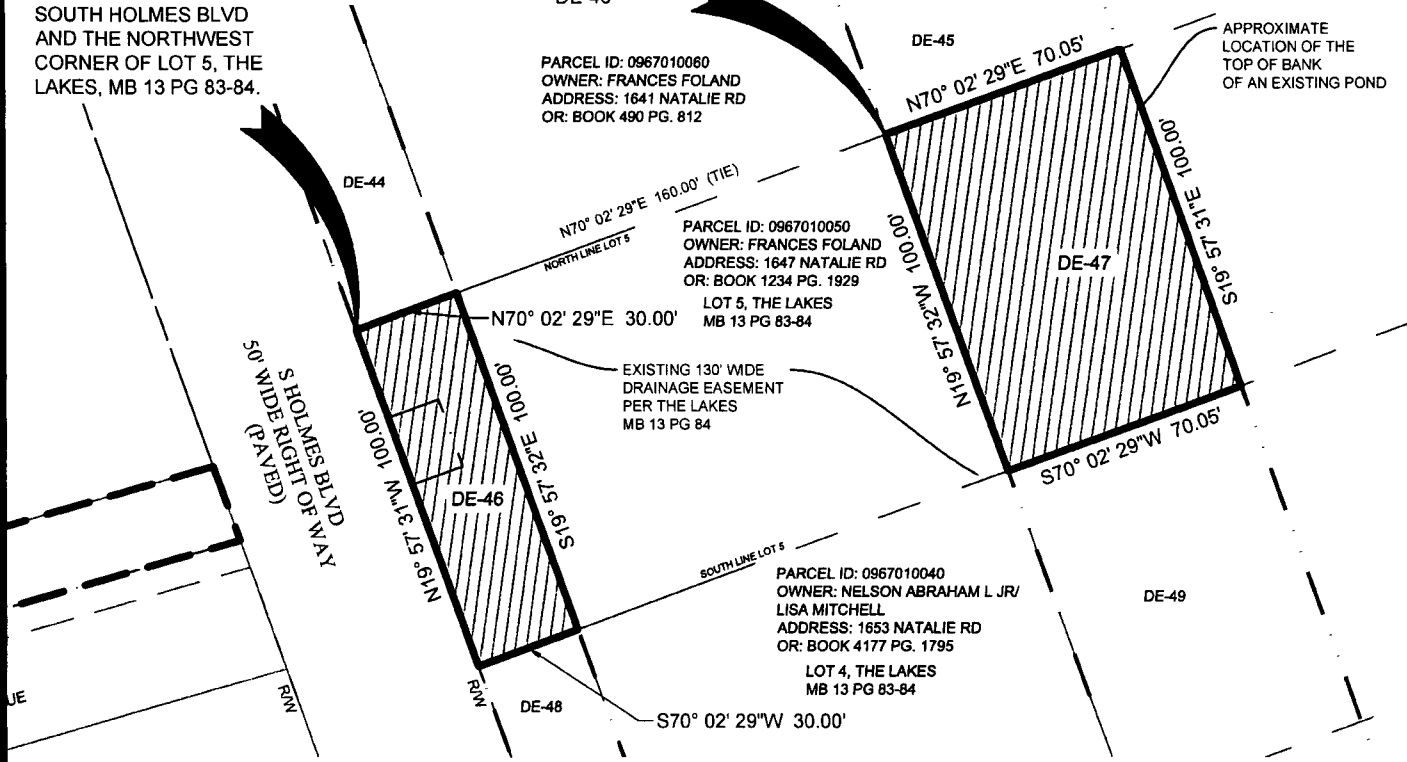 SOUTH HOLMES BLVD
AND THE NORTHWEST
CORNER OF LOT 5, THE
LAKES, MB 13 PG 83-84.
DE-45
APPROXIMATE
LOCATION OF THE
TOP OF BANK
OF AN EXISTING POND
PARCEL ID: 0967010060
OWNER: FRANCES FOLAND
ADDRESS: 1641 NATALIE RD
OR: BOOK 490 PG. 812
N70° 02' 29"E 70.05'
DE-44
N70° 02' 29"E 160.00' (TIE)
NORTH LINE LOT 5
PARCEL ID: 0967010050
OWNER: FRANCES FOLAND
ADDRESS: 1647 NATALIE RD
OR: BOOK 1234 PG. 1929
LOT 5, THE LAKES
MB 13 PG 83-84
N19° 57' 32"W 100.00'
DE-47
S19° 57' 31"E 100.00'
N70° 02' 29"E 30.00'
EXISTING 130' WIDE
DRAINAGE EASEMENT
PER THE LAKES
MB 13 PG 84
S HOLMES BLVD
50' WIDE RIGHT OF WAY
(PAVED)
N19° 57' 31"W 100.00'
DE-46
S19° 57' 32"E 100.00'
S70° 02' 29"W 70.05'
SOUTH LINE LOT 5
PARCEL ID: 0967010040
OWNER: NELSON ABRAHAM L JR/
LISA MITCHELL
ADDRESS: 1653 NATALIE RD
OR: BOOK 4177 PG. 1795
LOT 4, THE LAKES
MB 13 PG 83-84
DE-49
UE
R/W
R/W
DE-48
S70° 02' 29"W 30.00'